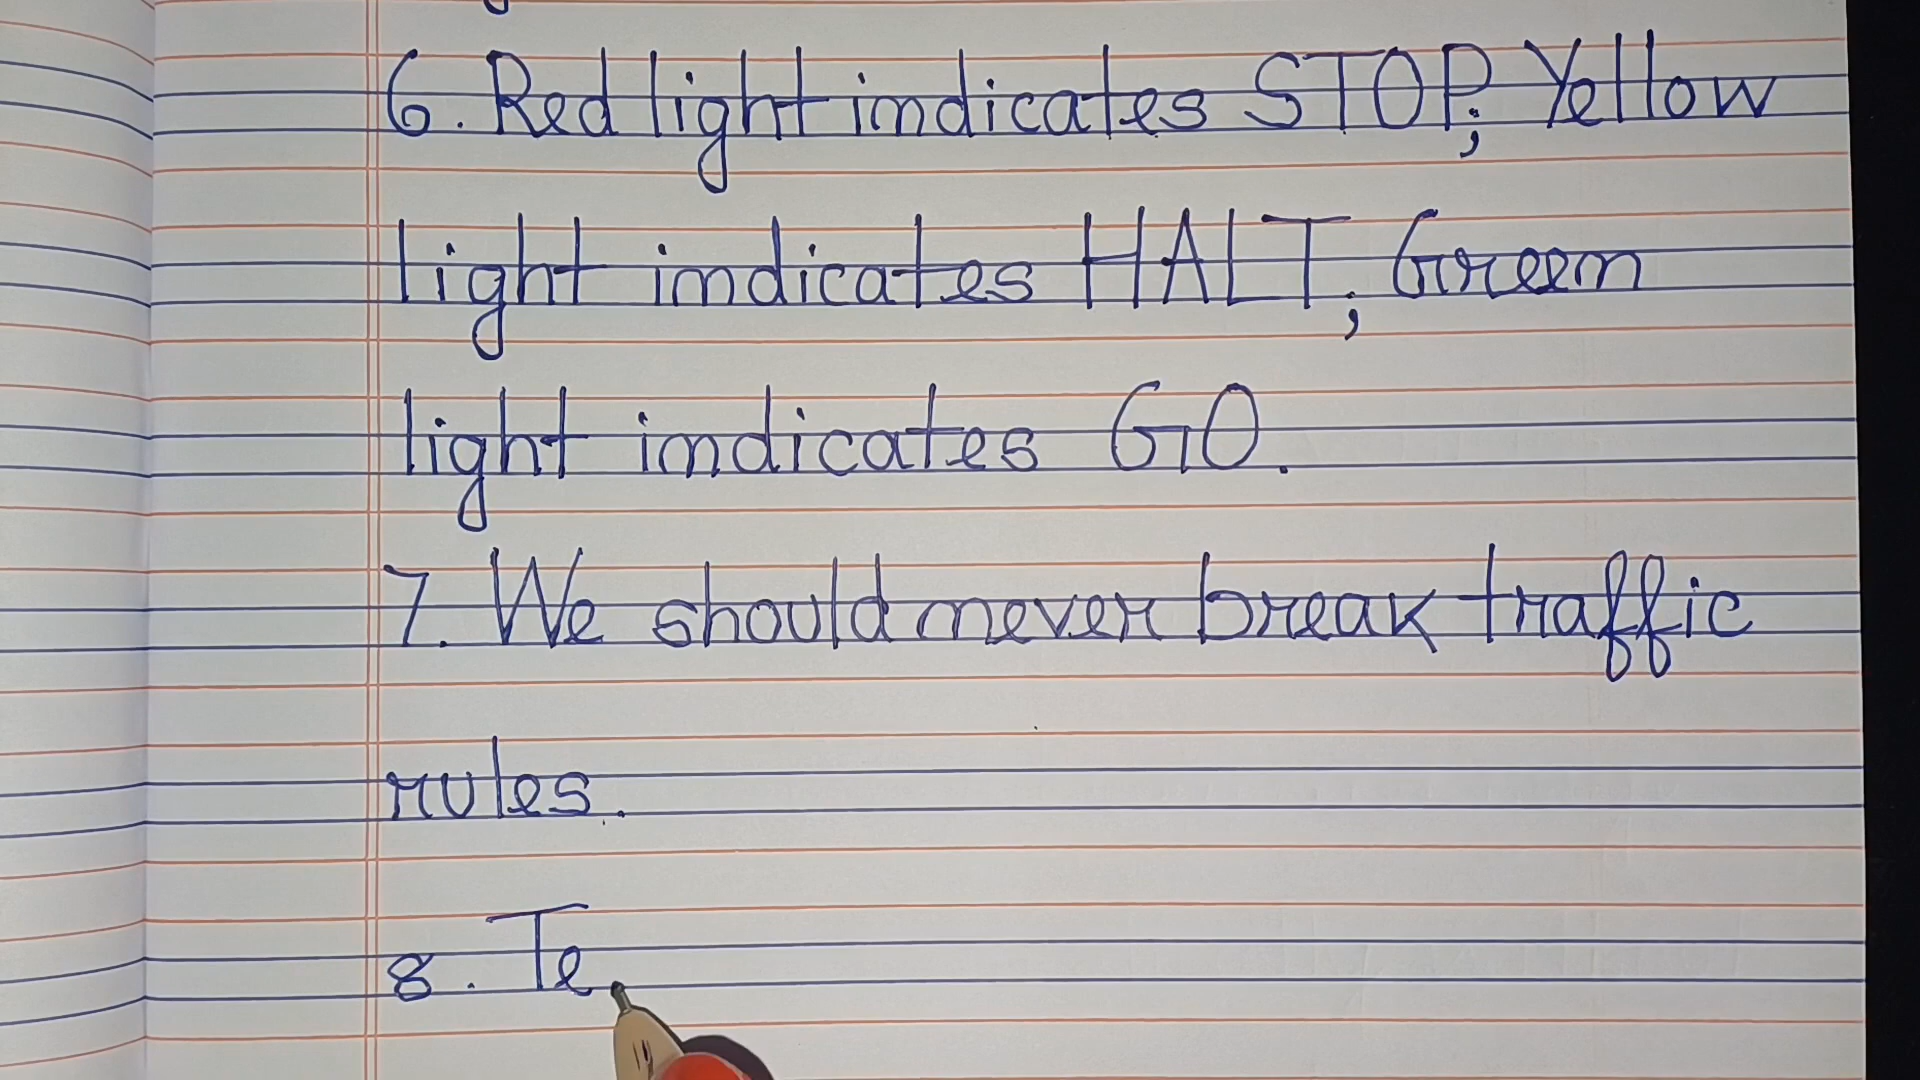 6. Red light indicates STOP; Yellow
light indicates HALT; Green
light indicates GO.
7. We should never break traffic
rules.
8. Te